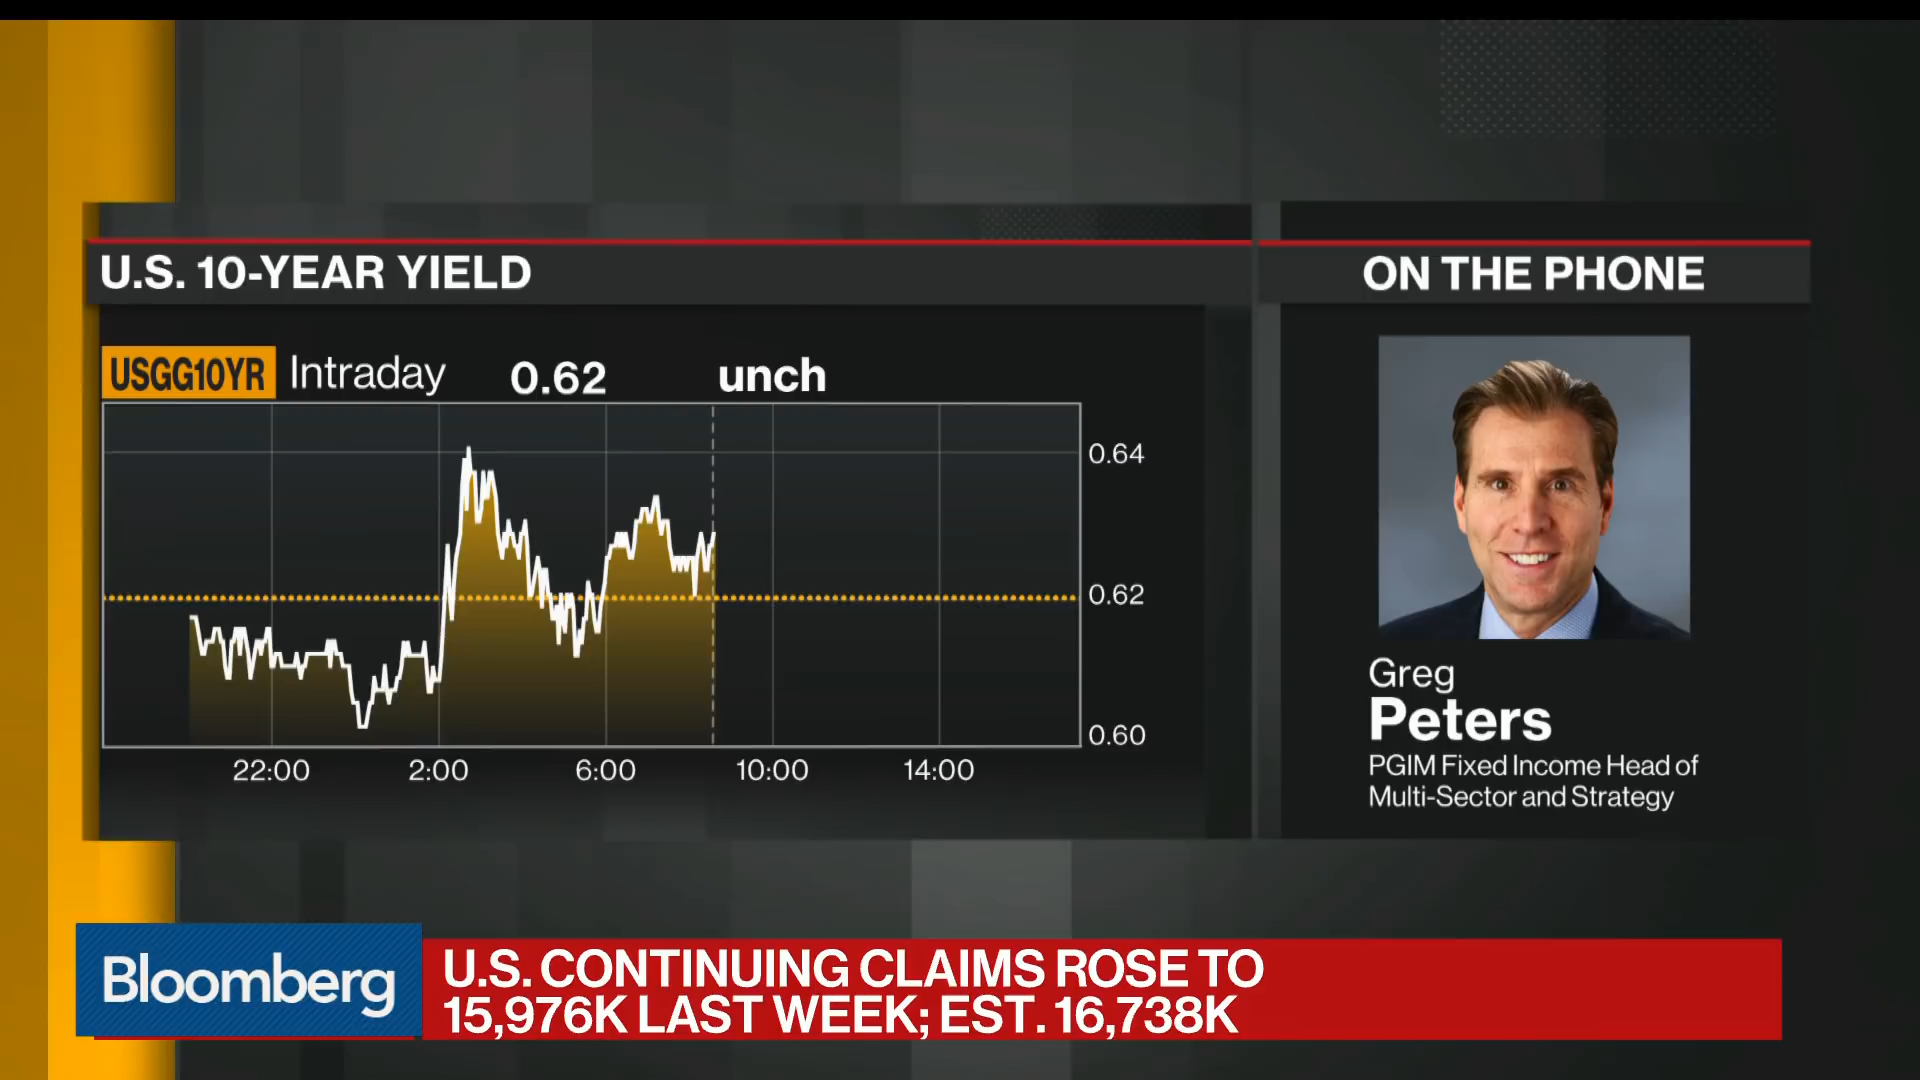 U.S. 10-YEAR YIELD
ON THE PHONE
USGG10YR Intraday 0.62 unch
0.64
0.62
0.60
22:00 2:00 6:00 10:00 14:00
Greg
Peters
PGIM Fixed Income Head of
Multi-Sector and Strategy
Bloomberg
U.S. CONTINUING CLAIMS ROSE TO
15,976K LAST WEEK; EST. 16,738K